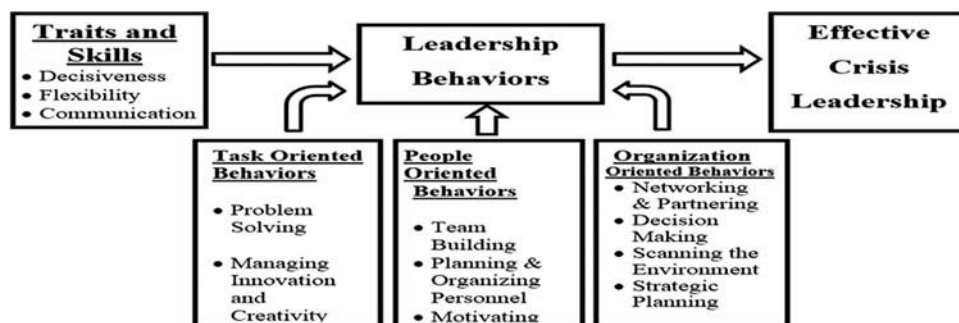 Traits and
Skills
• Decisiveness
• Flexibility
• Communication
Leadership
Behaviors
Effective
Crisis
Leadership
Task Oriented
Behaviors
• Problem
Solving
• Managing
Innovation
and
Creativity
People
Oriented
Behaviors
• Team
Building
• Planning &
Organizing
Personnel
• Motivating
Organization
Oriented Behaviors
• Networking
& Partnering
• Decision
Making
• Scanning the
Environment
• Strategic
Planning